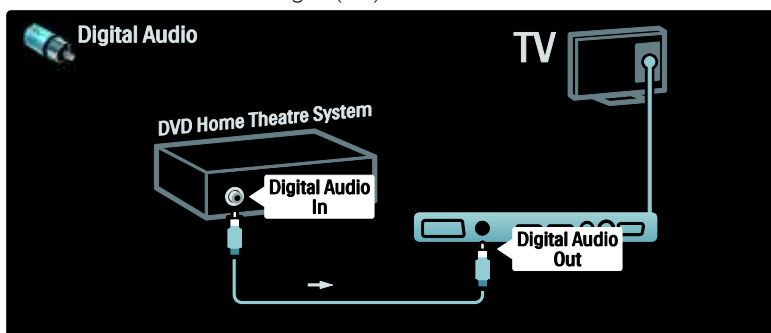 Digital Audio
TV
DVD Home Theatre System
Digital Audio
In
Digital Audio
Out